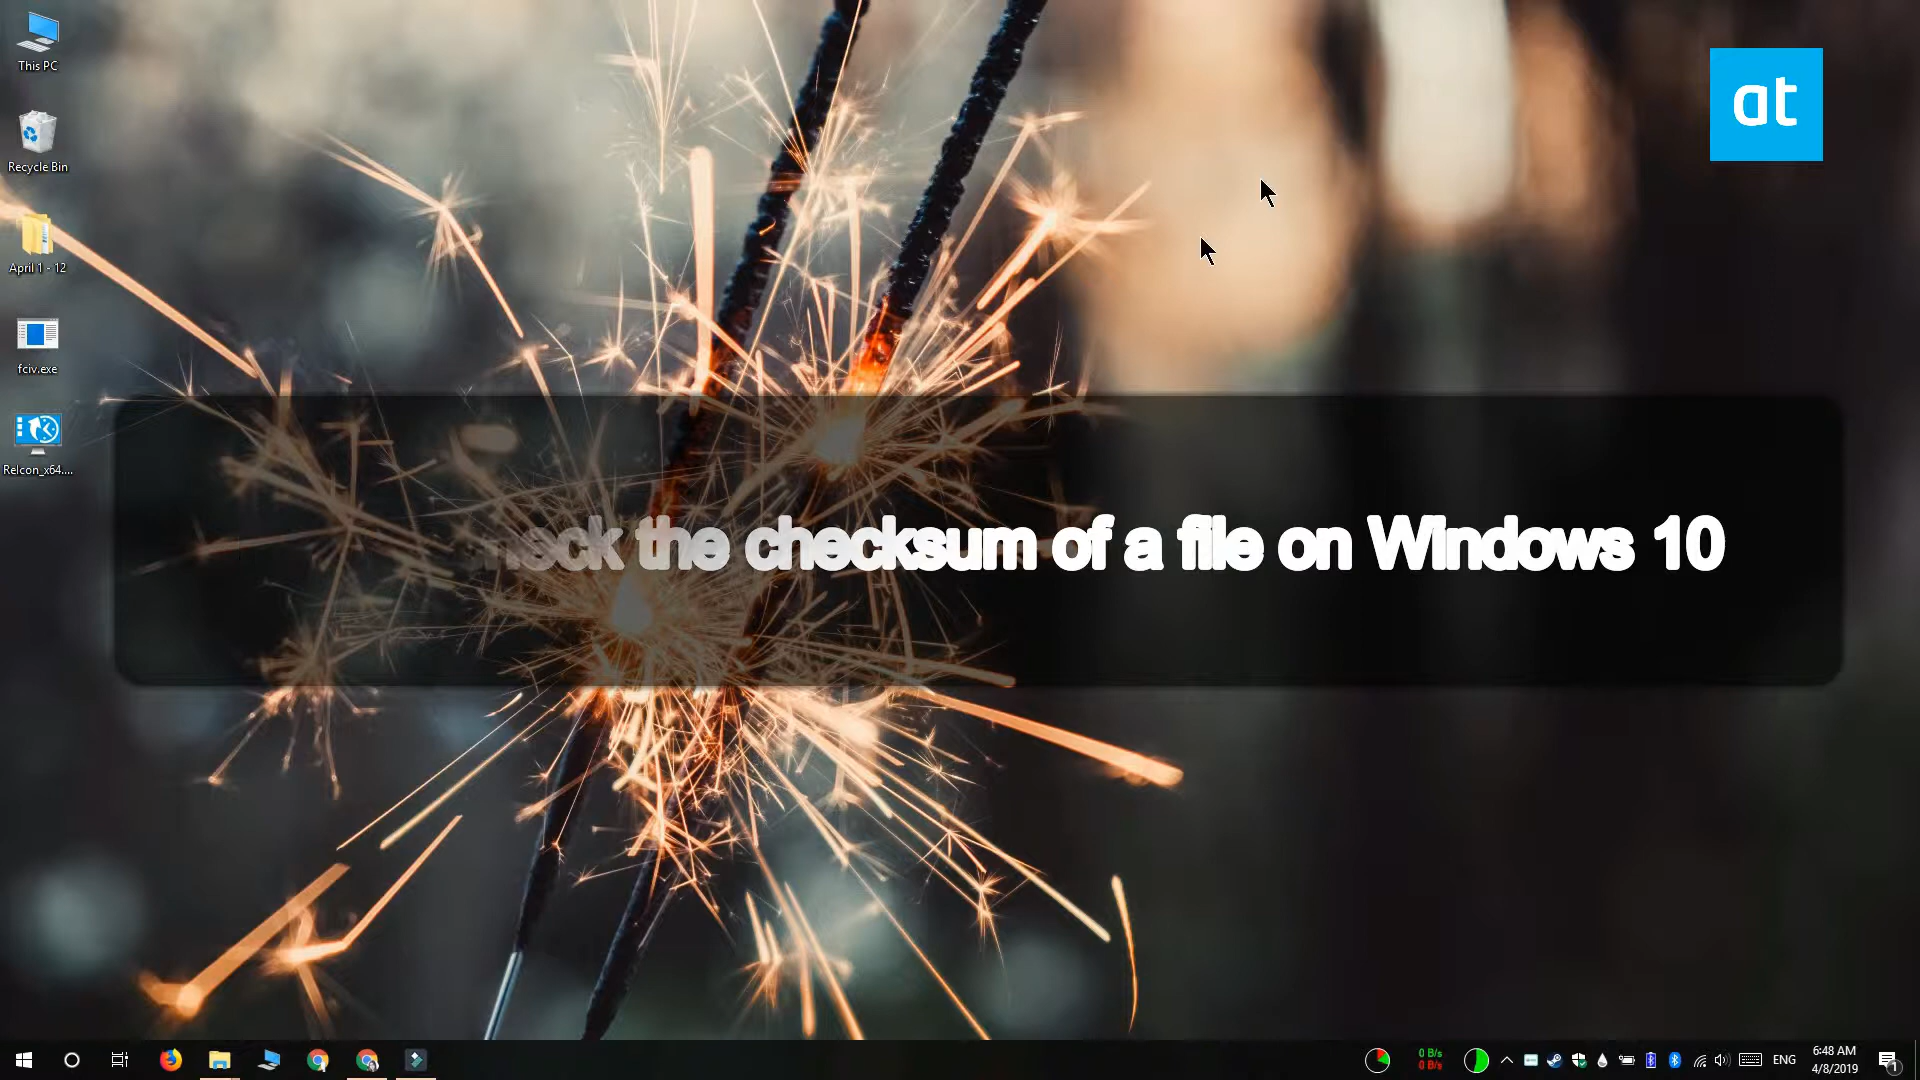 This PC
at
Recycle Bin
April 1 - 12
fciv.exe
Relcon_x64....
the checksum of a file on Windows 10
0 B/s
0 B/s
ENG
6:48 AM
4/8/2019
1